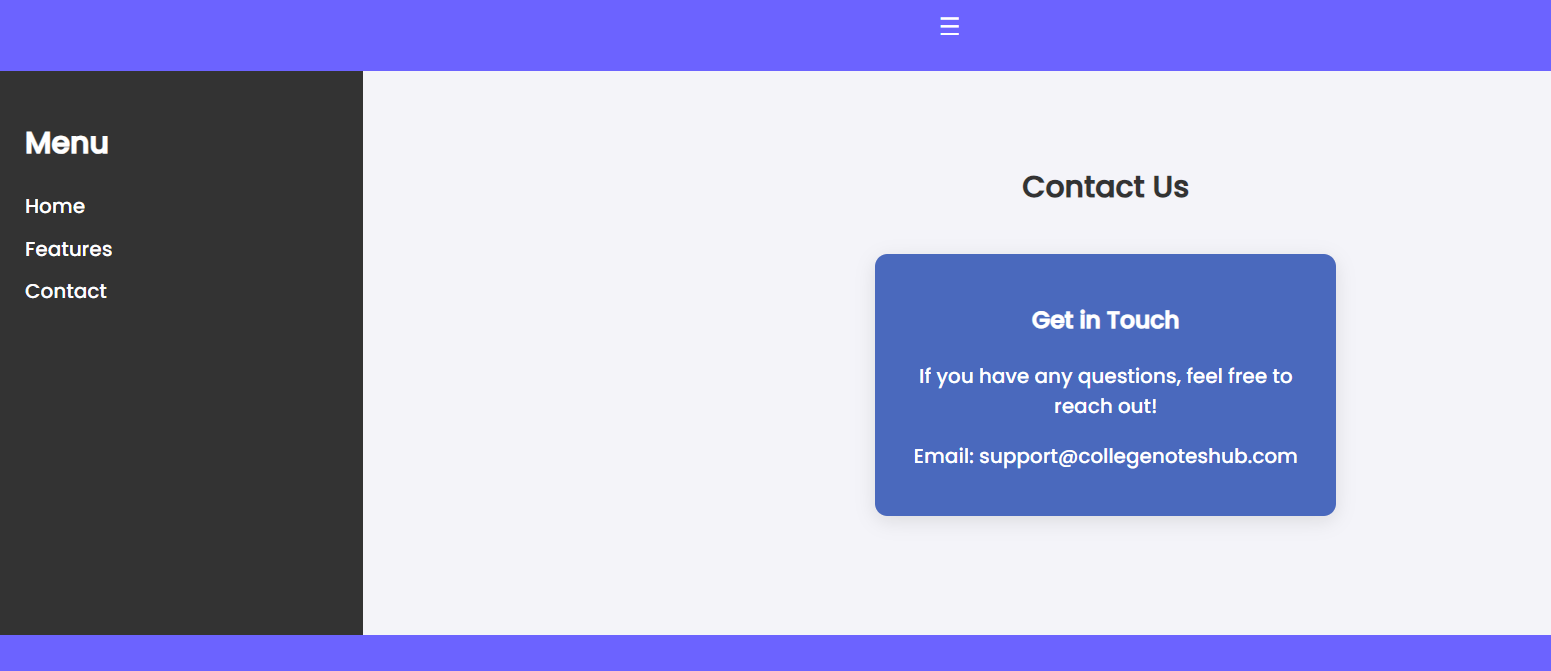 ☰
Menu
Home
Features
Contact
Contact Us
Get in Touch
If you have any questions, feel free to
reach out!
Email: support@collegenoteshub.com